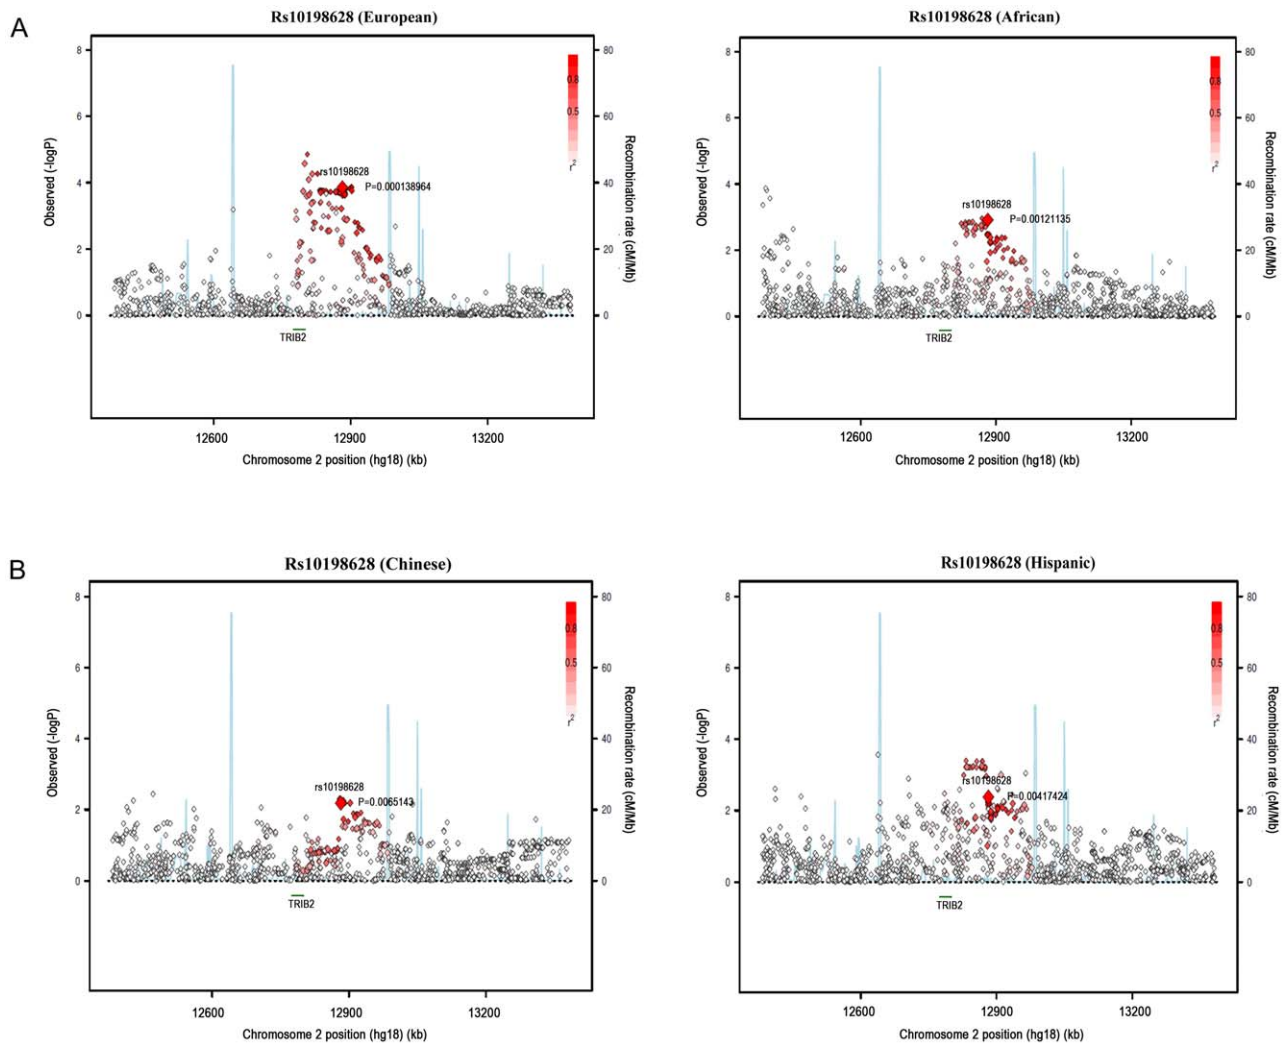 A
Rs10198628 (European)
8
6
4
2
0
Observed (-logP)
80
60
40
20
0
Recombination rate (cM/Mb)
0.8
0.5
r²
rs10198628
P=0.000138964
TRIB2
12600 12900 13200
Chromosome 2 position (hg18) (kb)
Rs10198628 (African)
8
6
4
2
0
Observed (-logP)
80
60
40
20
0
Recombination rate (cM/Mb)
0.8
0.5
r²
rs10198628
P=0.00121135
TRIB2
12600 12900 13200
Chromosome 2 position (hg18) (kb)
B
Rs10198628 (Chinese)
8
6
4
2
0
Observed (-logP)
80
60
40
20
0
Recombination rate (cM/Mb)
0.8
0.5
r²
rs10198628
P=0.0065143
TRIB2
12600 12900 13200
Chromosome 2 position (hg18) (kb)
Rs10198628 (Hispanic)
8
6
4
2
0
Observed (-logP)
80
60
40
20
0
Recombination rate (cM/Mb)
0.8
0.5
r²
rs10198628
P=0.00417424
TRIB2
12600 12900 13200
Chromosome 2 position (hg18) (kb)